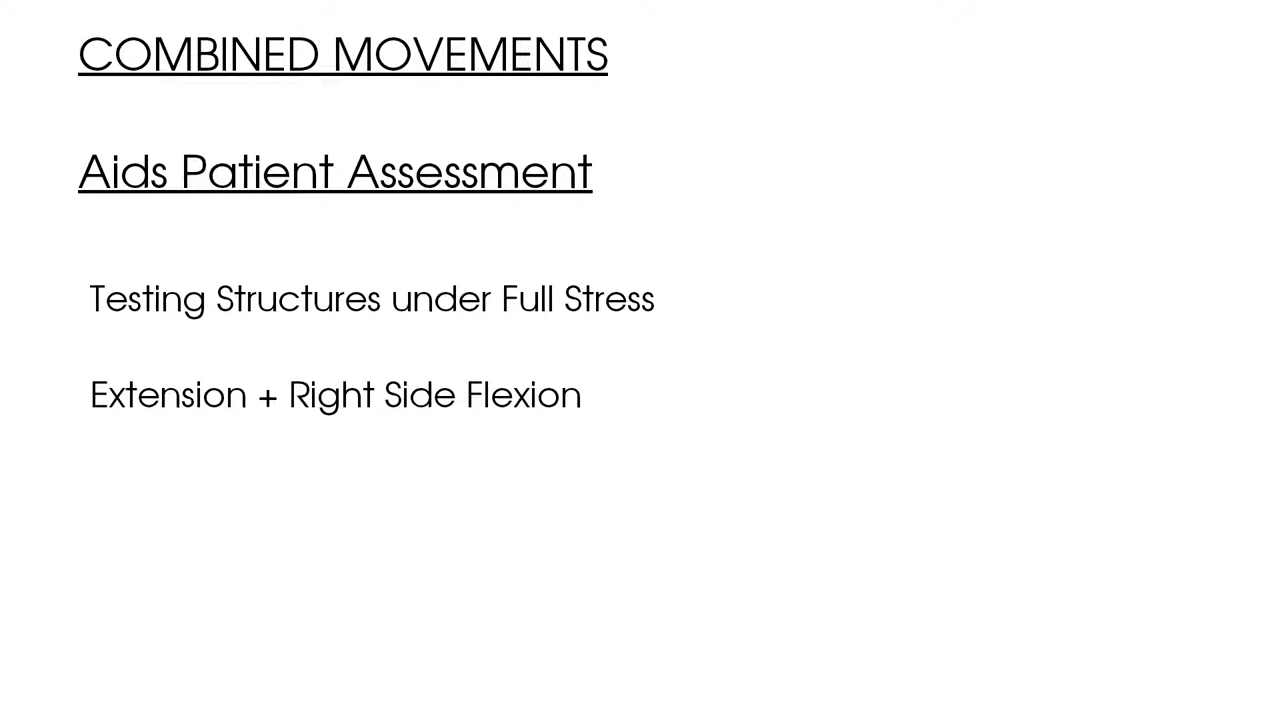 COMBINED MOVEMENTS
Aids Patient Assessment
Testing Structures under Full Stress
Extension + Right Side Flexion